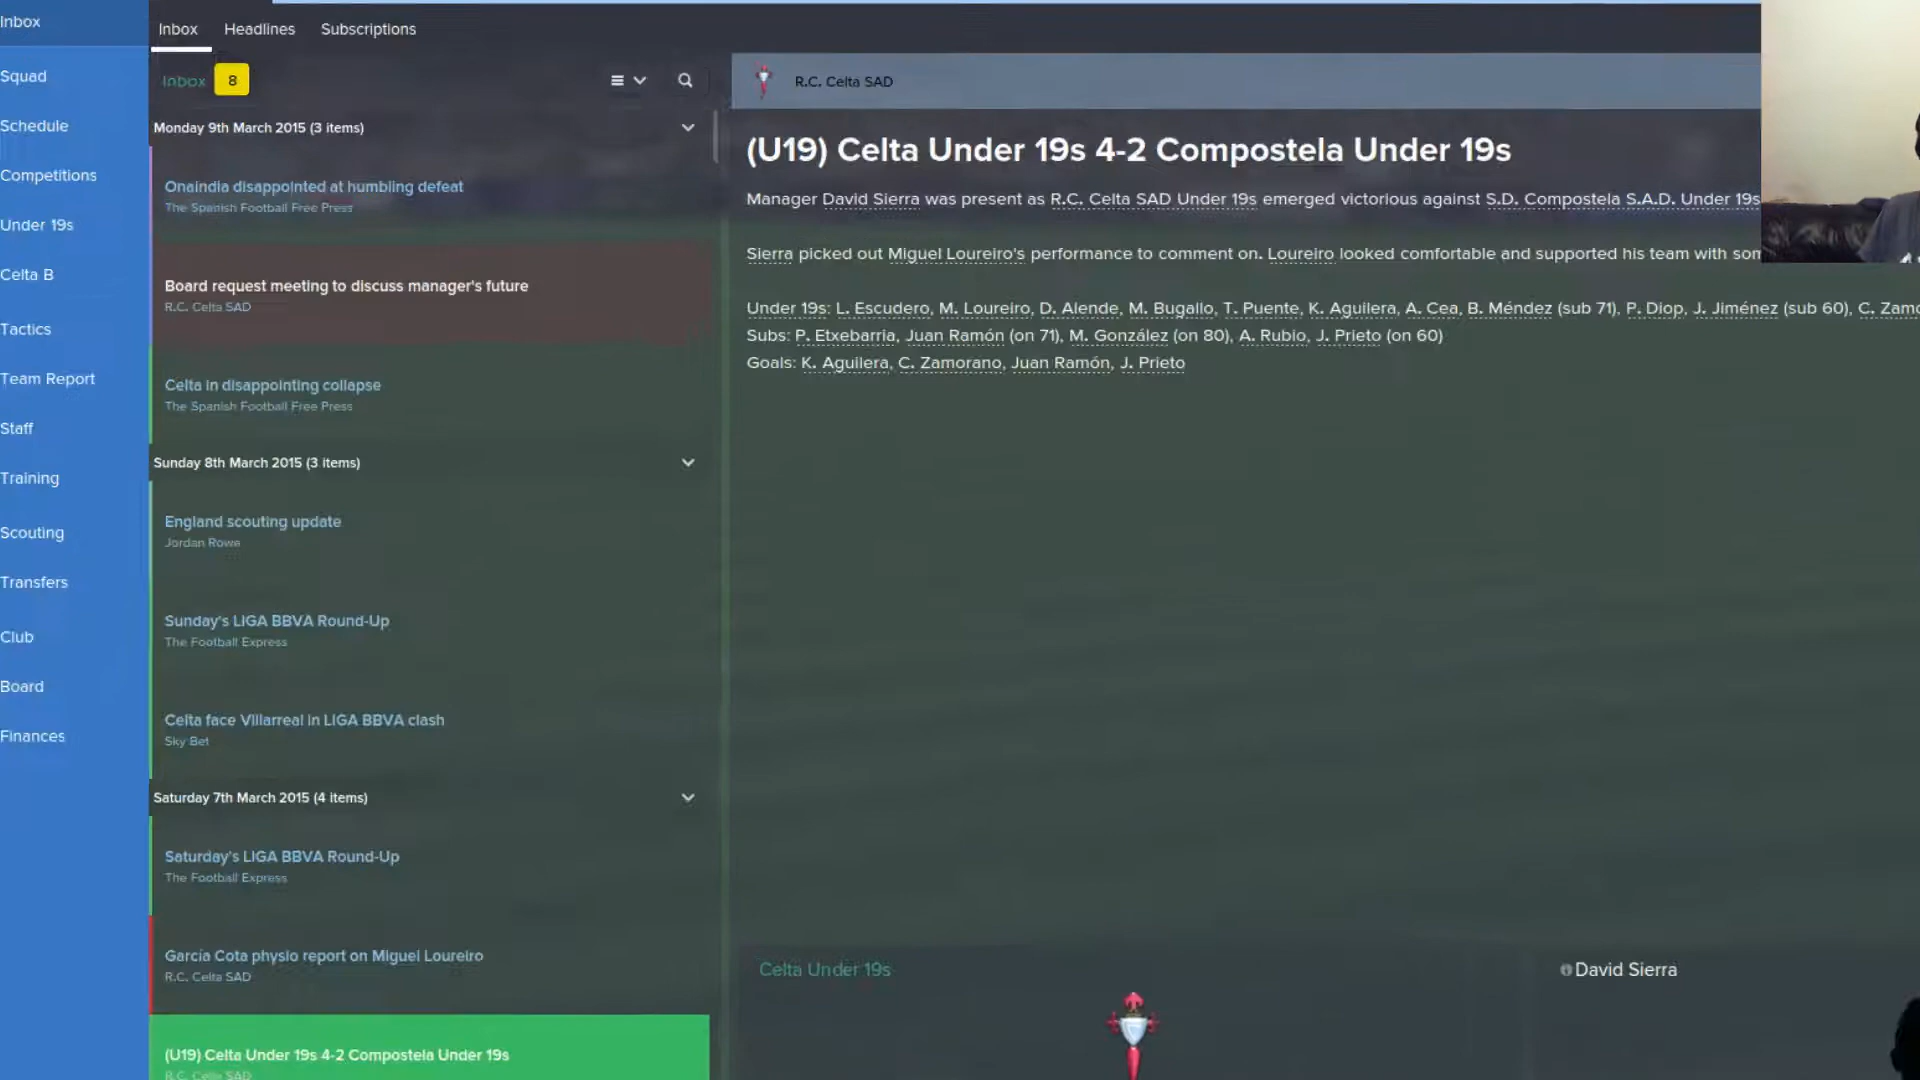 Inbox
Squad
Schedule
Competitions
Under 19s
Celta B
Tactics
Team Report
Staff
Training
Scouting
Transfers
Club
Board
Finances
Inbox Headlines Subscriptions
Inbox 8
Monday 9th March 2015 (3 items)
Onaindia disappointed at humbling defeat
The Spanish Football Free Press
Board request meeting to discuss manager's future
R.C. Celta SAD
Celta in disappointing collapse
The Spanish Football Free Press
Sunday 8th March 2015 (3 items)
England scouting update
Jordan Rowe
Sunday's LIGA BBVA Round-Up
The Football Express
Celta face Villarreal in LIGA BBVA clash
Sky Bet
Saturday 7th March 2015 (4 items)
Saturday's LIGA BBVA Round-Up
The Football Express
García Cota physio report on Miguel Loureiro
R.C. Celta SAD
(U19) Celta Under 19s 4-2 Compostela Under 19s
R.C. Celta SAD
R.C. Celta SAD
(U19) Celta Under 19s 4-2 Compostela Under 19s
Manager David Sierra was present as R.C. Celta SAD Under 19s emerged victorious against S.D. Compostela S.A.D. Under 19s
Sierra picked out Miguel Loureiro's performance to comment on. Loureiro looked comfortable and supported his team with
Under 19s: L. Escudero, M. Loureiro, D. Alende, M. Bugallo, T. Puente, K. Aguilera, A. Cea, B. Méndez (sub 71), P. Diop, J. Jiménez (sub 60), C. Zamo
Subs: P. Etxebarria, Juan Ramón (on 71), M. González (on 80), A. Rubio, J. Prieto (on 60)
Goals: K. Aguilera, C. Zamorano, Juan Ramón, J. Prieto
Celta Under 19s
David Sierra